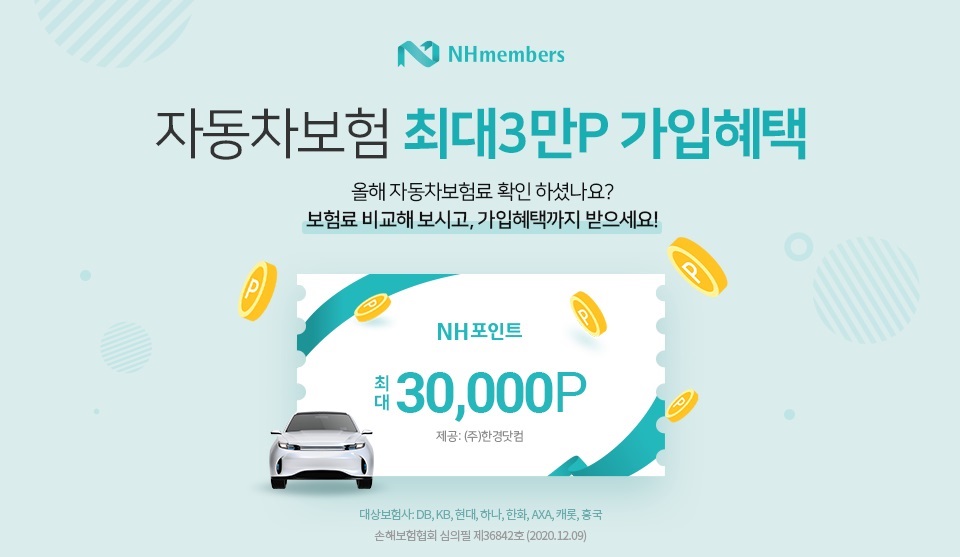 NHmembers
자동차보험 최대3만P 가입혜택
올해 자동차보험료 확인 하셨나요?
보험료 비교해 보시고, 가입혜택까지 받으세요!
P
P
P
P
NH포인트
최대 30,000P
제공: (주)한경닷컴
P
대상보험사: DB, KB, 현대, 하나, 한화, AXA, 캐롯, 흥국
손해보험협회 심의필 제36842호 (2020.12.09)